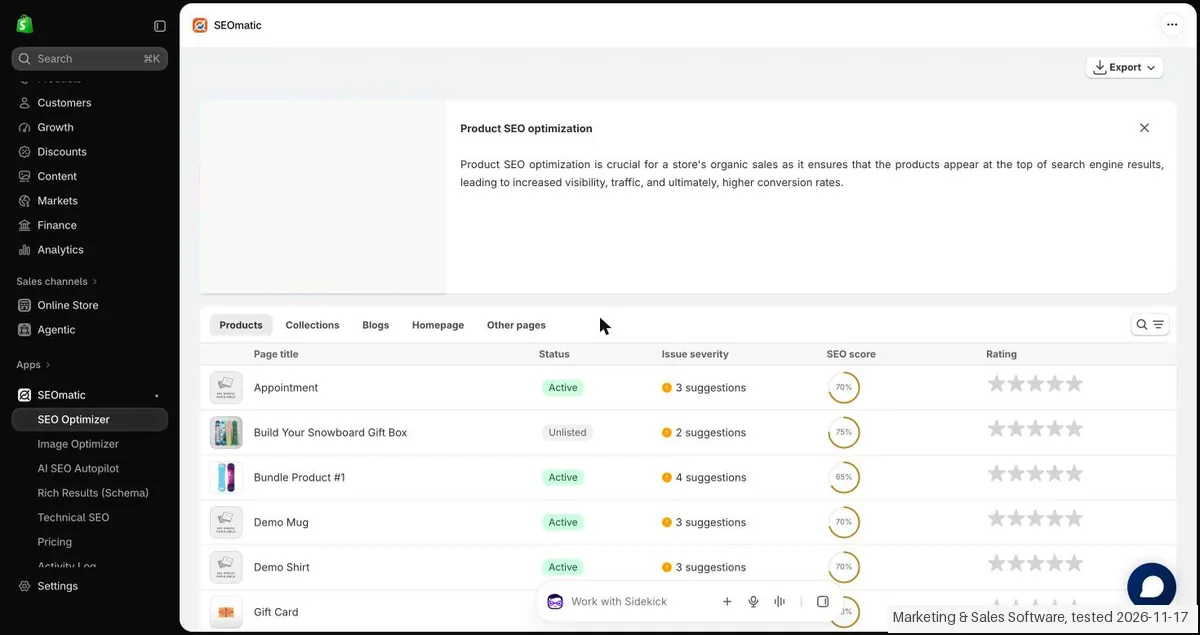 Search ⌘K
Customers
Growth
Discounts
Content
Markets
Finance
Analytics
Sales channels
Online Store
Agentic
Apps
SEOmatic
SEO Optimizer
Image Optimizer
AI SEO Autopilot
Rich Results (Schema)
Technical SEO
Pricing
Activity Log
Settings
SEOmatic
Export
Product SEO optimization
Product SEO optimization is crucial for a store's organic sales as it ensures that the products appear at the top of search engine results,
leading to increased visibility, traffic, and ultimately, higher conversion rates.
Products Collections Blogs Homepage Other pages
Page title Status Issue severity SEO score Rating
Appointment Active 3 suggestions 70%
Build Your Snowboard Gift Box Unlisted 2 suggestions 75%
Bundle Product #1 Active 4 suggestions 65%
Demo Mug Active 3 suggestions 70%
Demo Shirt Active 3 suggestions 70%
Gift Card
Work with Sidekick
Marketing & Sales Software, tested 2026-11-17